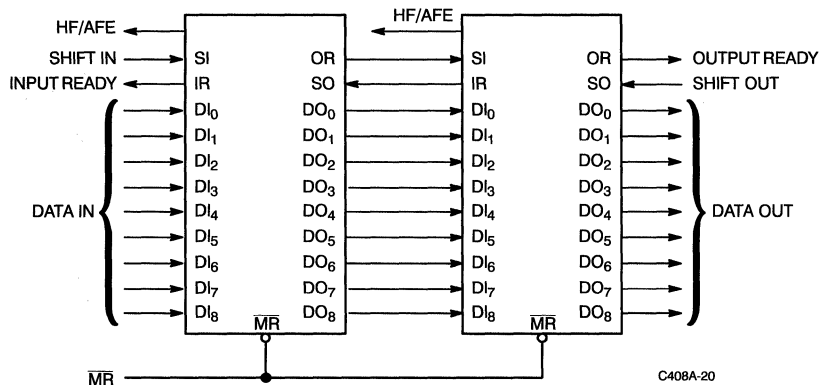 HF/AFE HF/AFE
SHIFT IN SI OR SI OR OUTPUT READY
INPUT READY IR SO IR SO SHIFT OUT
DI0 DO0 DI0 DO0
DI1 DO1 DI1 DO1
DI2 DO2 DI2 DO2
DI3 DO3 DI3 DO3
DATA IN DI4 DO4 DI4 DO4 DATA OUT
DI5 DO5 DI5 DO5
DI6 DO6 DI6 DO6
DI7 DO7 DI7 DO7
DI8 DO8 DI8 DO8
M̅R̅ M̅R̅
M̅R̅ C408A-20